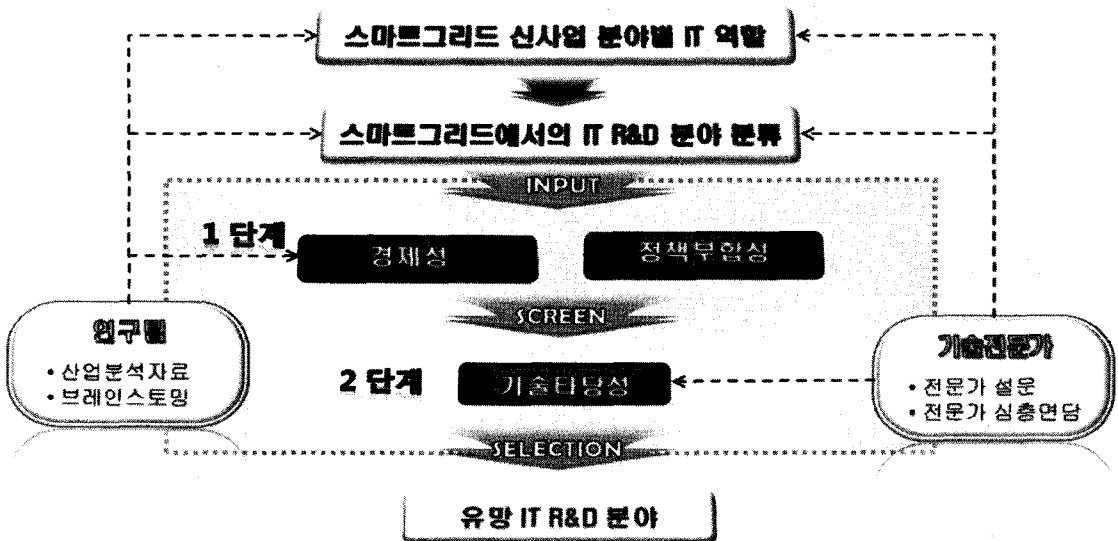 스마트그리드 신사업 분야별 IT 역할
스마트그리드에서의 IT R&D 분야 분류
INPUT
1 단계
경제성
정책부합성
SCREEN
연구팀
• 산업분석자료
• 브레인스토밍
2 단계
기술타당성
기술전문가
• 전문가 설문
• 전문가 심층면담
SELECTION
유망 IT R&D 분야